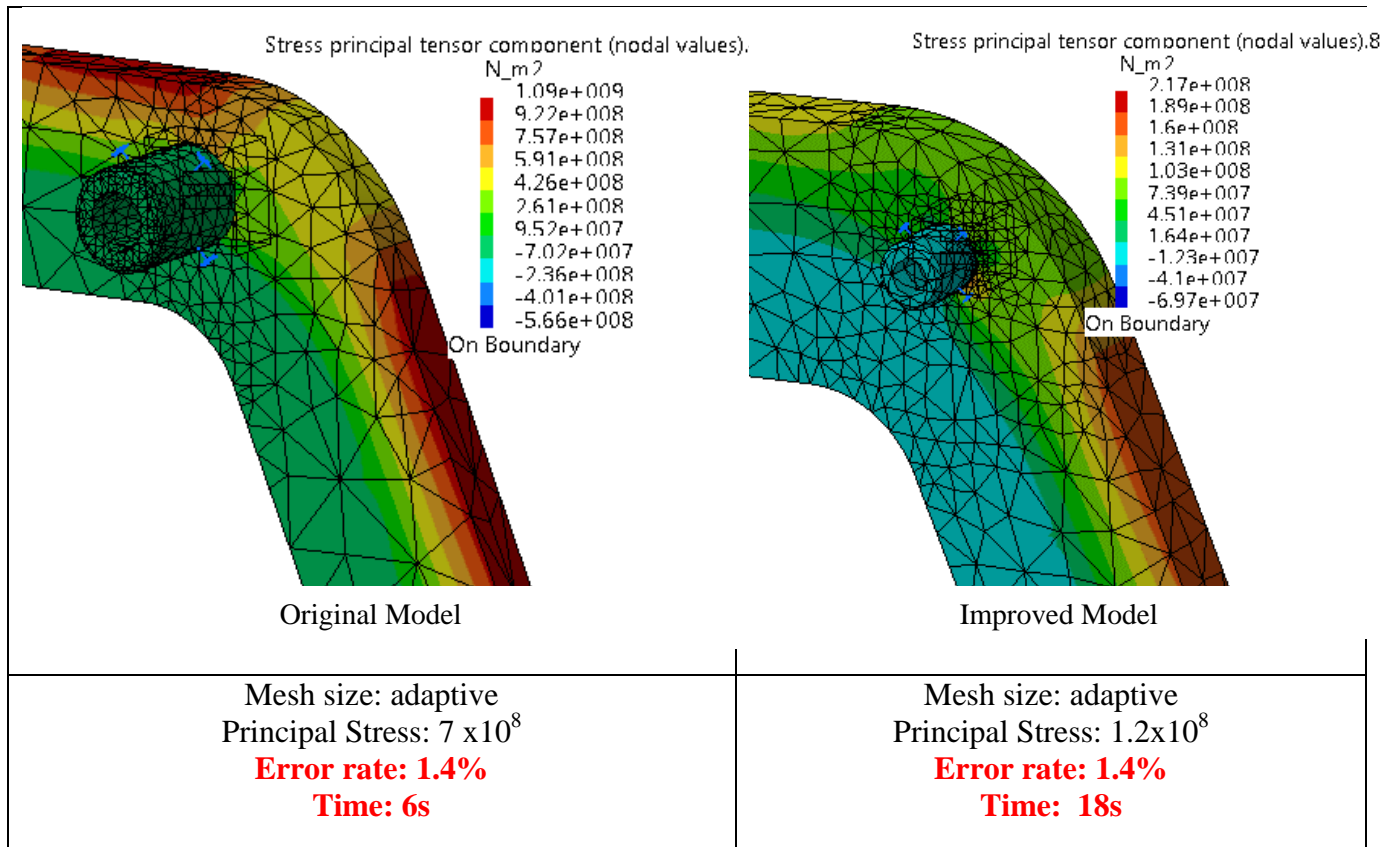 Stress principal tensor component (nodal values).
N_m2
1.09e+009
9.22e+008
7.57e+008
5.91e+008
4.26e+008
2.61e+008
9.52e+007
-7.02e+007
-2.36e+008
-4.01e+008
-5.66e+008
On Boundary
Original Model
Stress principal tensor component (nodal values).8
N_m2
2.17e+008
1.89e+008
1.6e+008
1.31e+008
1.03e+008
7.39e+007
4.51e+007
1.64e+007
-1.23e+007
-4.1e+007
-6.97e+007
On Boundary
Improved Model
Mesh size: adaptive
Principal Stress: 7 x10⁸
Error rate: 1.4%
Time: 6s
Mesh size: adaptive
Principal Stress: 1.2x10⁸
Error rate: 1.4%
Time: 18s